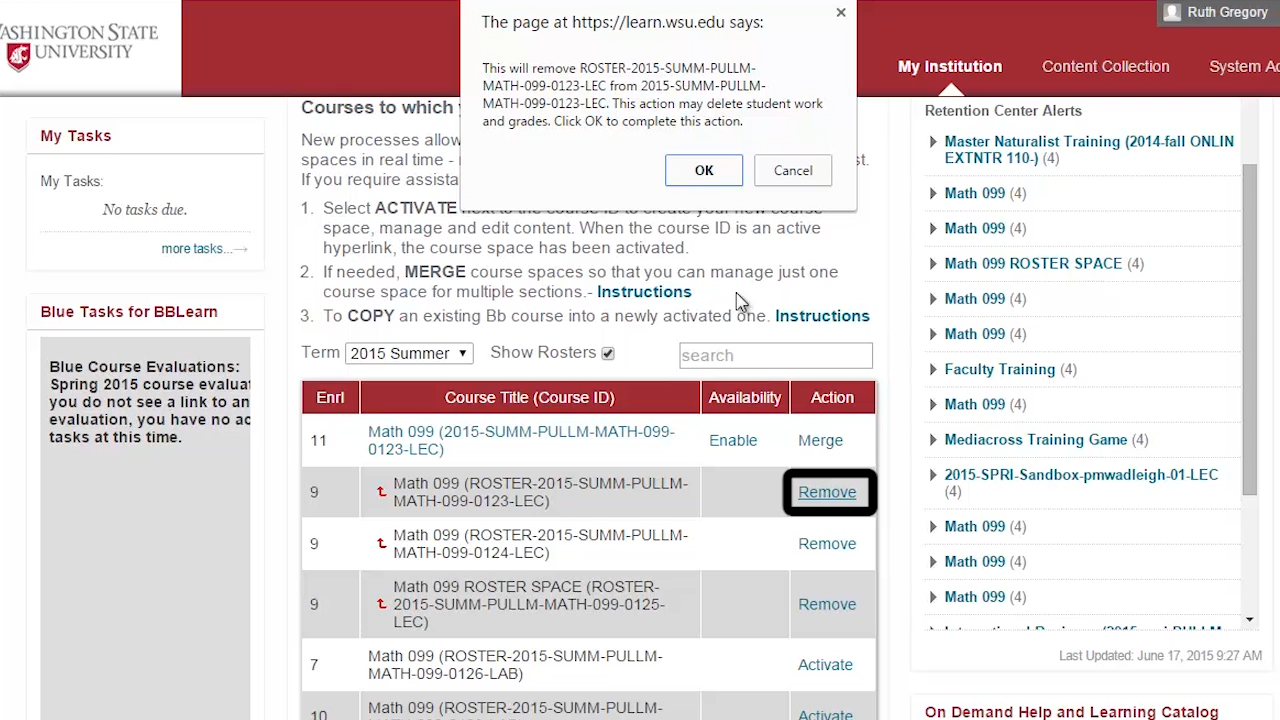 WASHINGTON STATE
UNIVERSITY
The page at https://learn.wsu.edu says:
This will remove ROSTER-2015-SUMM-PULLM-
MATH-099-0123-LEC from 2015-SUMM-PULLM-
MATH-099-0123-LEC. This action may delete student work
and grades. Click OK to complete this action.
OK
Cancel
Ruth Gregory
My Institution
Content Collection
System
My Tasks
My Tasks:
No tasks due.
more tasks...→
Blue Tasks for BBLearn
Blue Course Evaluations:
Spring 2015 course
you do not see a link to an
evaluation, you have no
tasks at this time.
Courses to which
New processes
spaces in real time -
If you require
1. Select ACTIVATE next to the course ID to create your new course
space, manage and edit content. When the course ID is an active
hyperlink, the course space has been activated.
2. If needed, MERGE course spaces so that you can manage just one
course space for multiple sections.- Instructions
3. To COPY an existing Bb course into a newly activated one. Instructions
Term 2015 Summer Show Rosters search
Enrl Course Title (Course ID) Availability Action
11 Math 099 (2015-SUMM-PULLM-MATH-099-
0123-LEC) Enable Merge
9 Math 099 (ROSTER-2015-SUMM-PULLM-
MATH-099-0123-LEC) Remove
9 Math 099 (ROSTER-2015-SUMM-PULLM-
MATH-099-0124-LEC) Remove
9 Math 099 ROSTER SPACE (ROSTER-
2015-SUMM-PULLM-MATH-099-0125-
LEC) Remove
7 Math 099 (ROSTER-2015-SUMM-PULLM-
MATH-099-0126-LAB) Activate
10 Math 099 (ROSTER-2015-SUMM-PULLM-
Activate
Retention Center Alerts
Master Naturalist Training (2014-fall ONLIN
EXTNTR 110-) (4)
Math 099 (4)
Math 099 (4)
Math 099 ROSTER SPACE (4)
Math 099 (4)
Math 099 (4)
Faculty Training (4)
Math 099 (4)
Mediacross Training Game (4)
2015-SPRI-Sandbox-pmwadleigh-01-LEC
(4)
Math 099 (4)
Math 099 (4)
Math 099 (4)
Last Updated: June 17, 2015 9:27 AM
On Demand Help and Learning Catalog